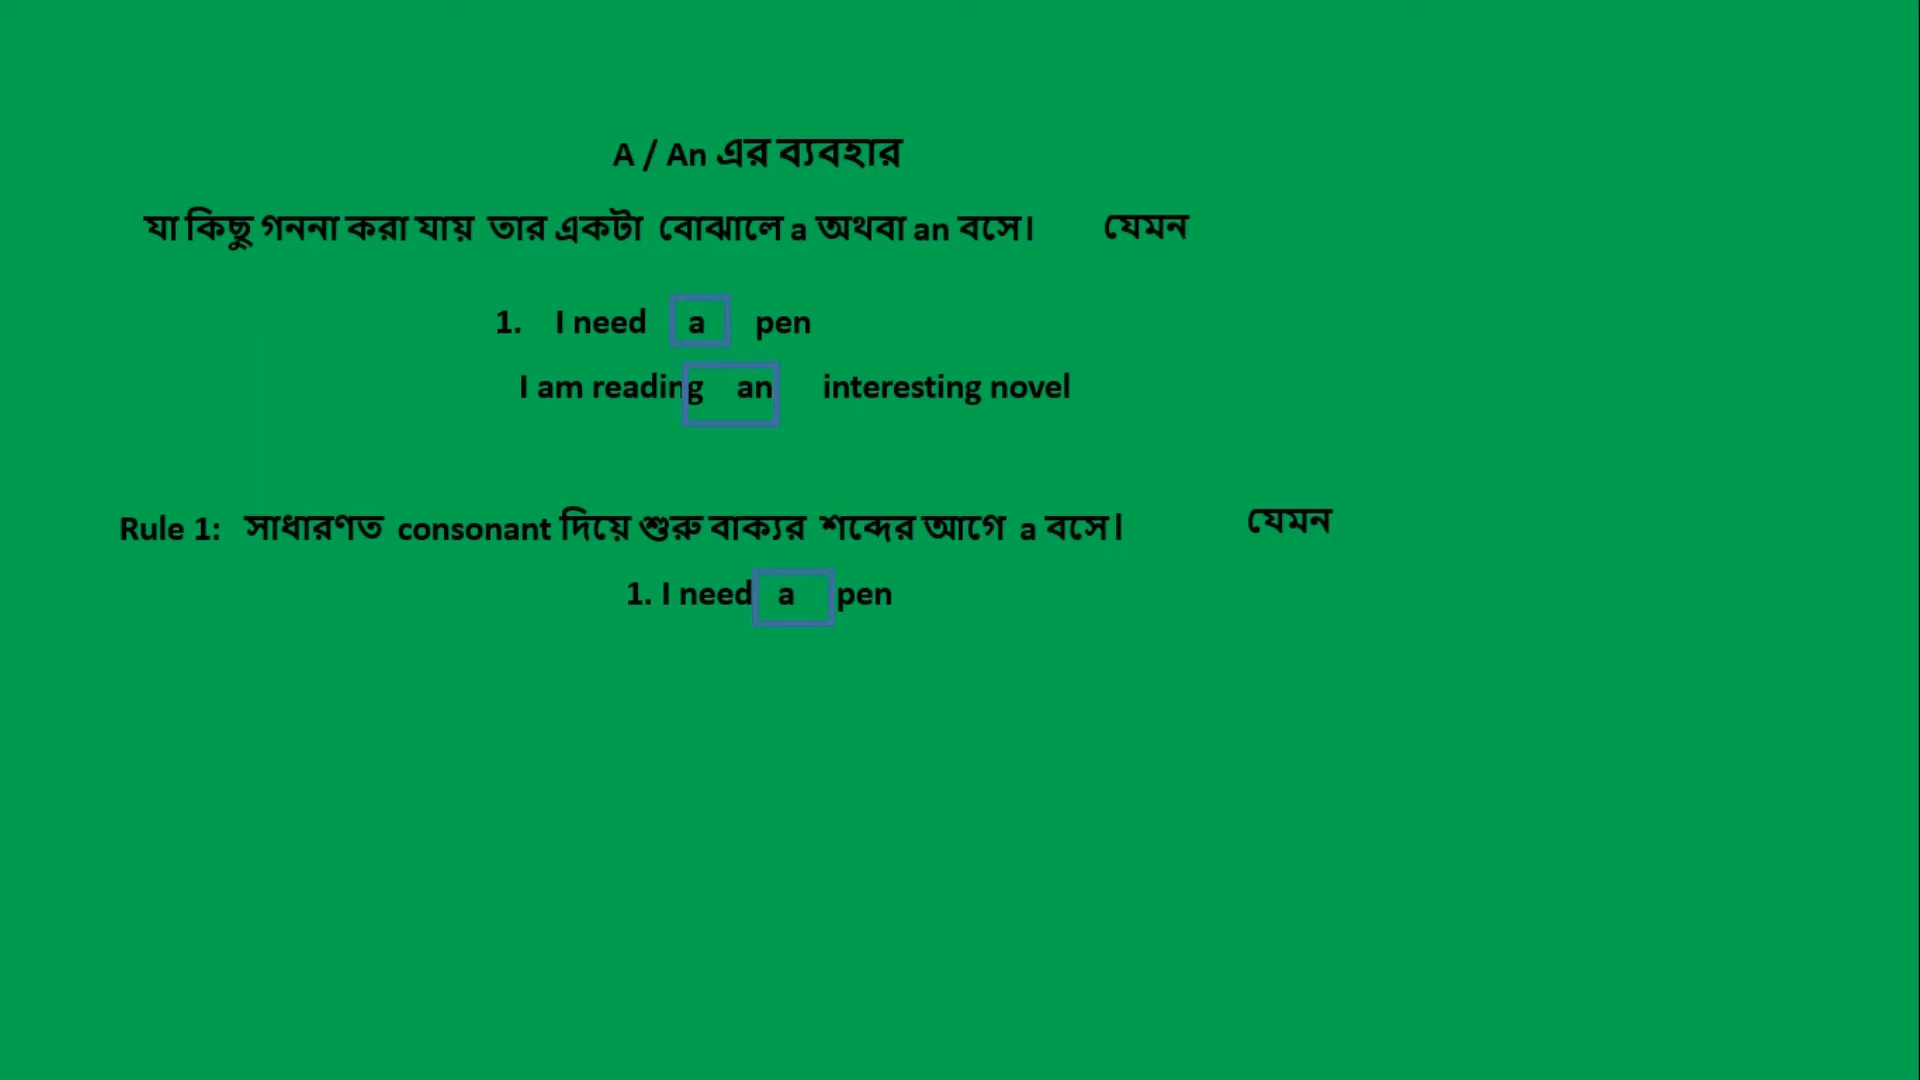 A / An এর ব্যবহার
যা কিছু গননা করা যায় তার একটা বোঝালে a অথবা an বসে। যেমন
1. I need a pen
I am reading an interesting novel
Rule 1: সাধারণত consonant দিয়ে শুরু বাক্যর শব্দের আগে a বসে। যেমন
1. I need a pen